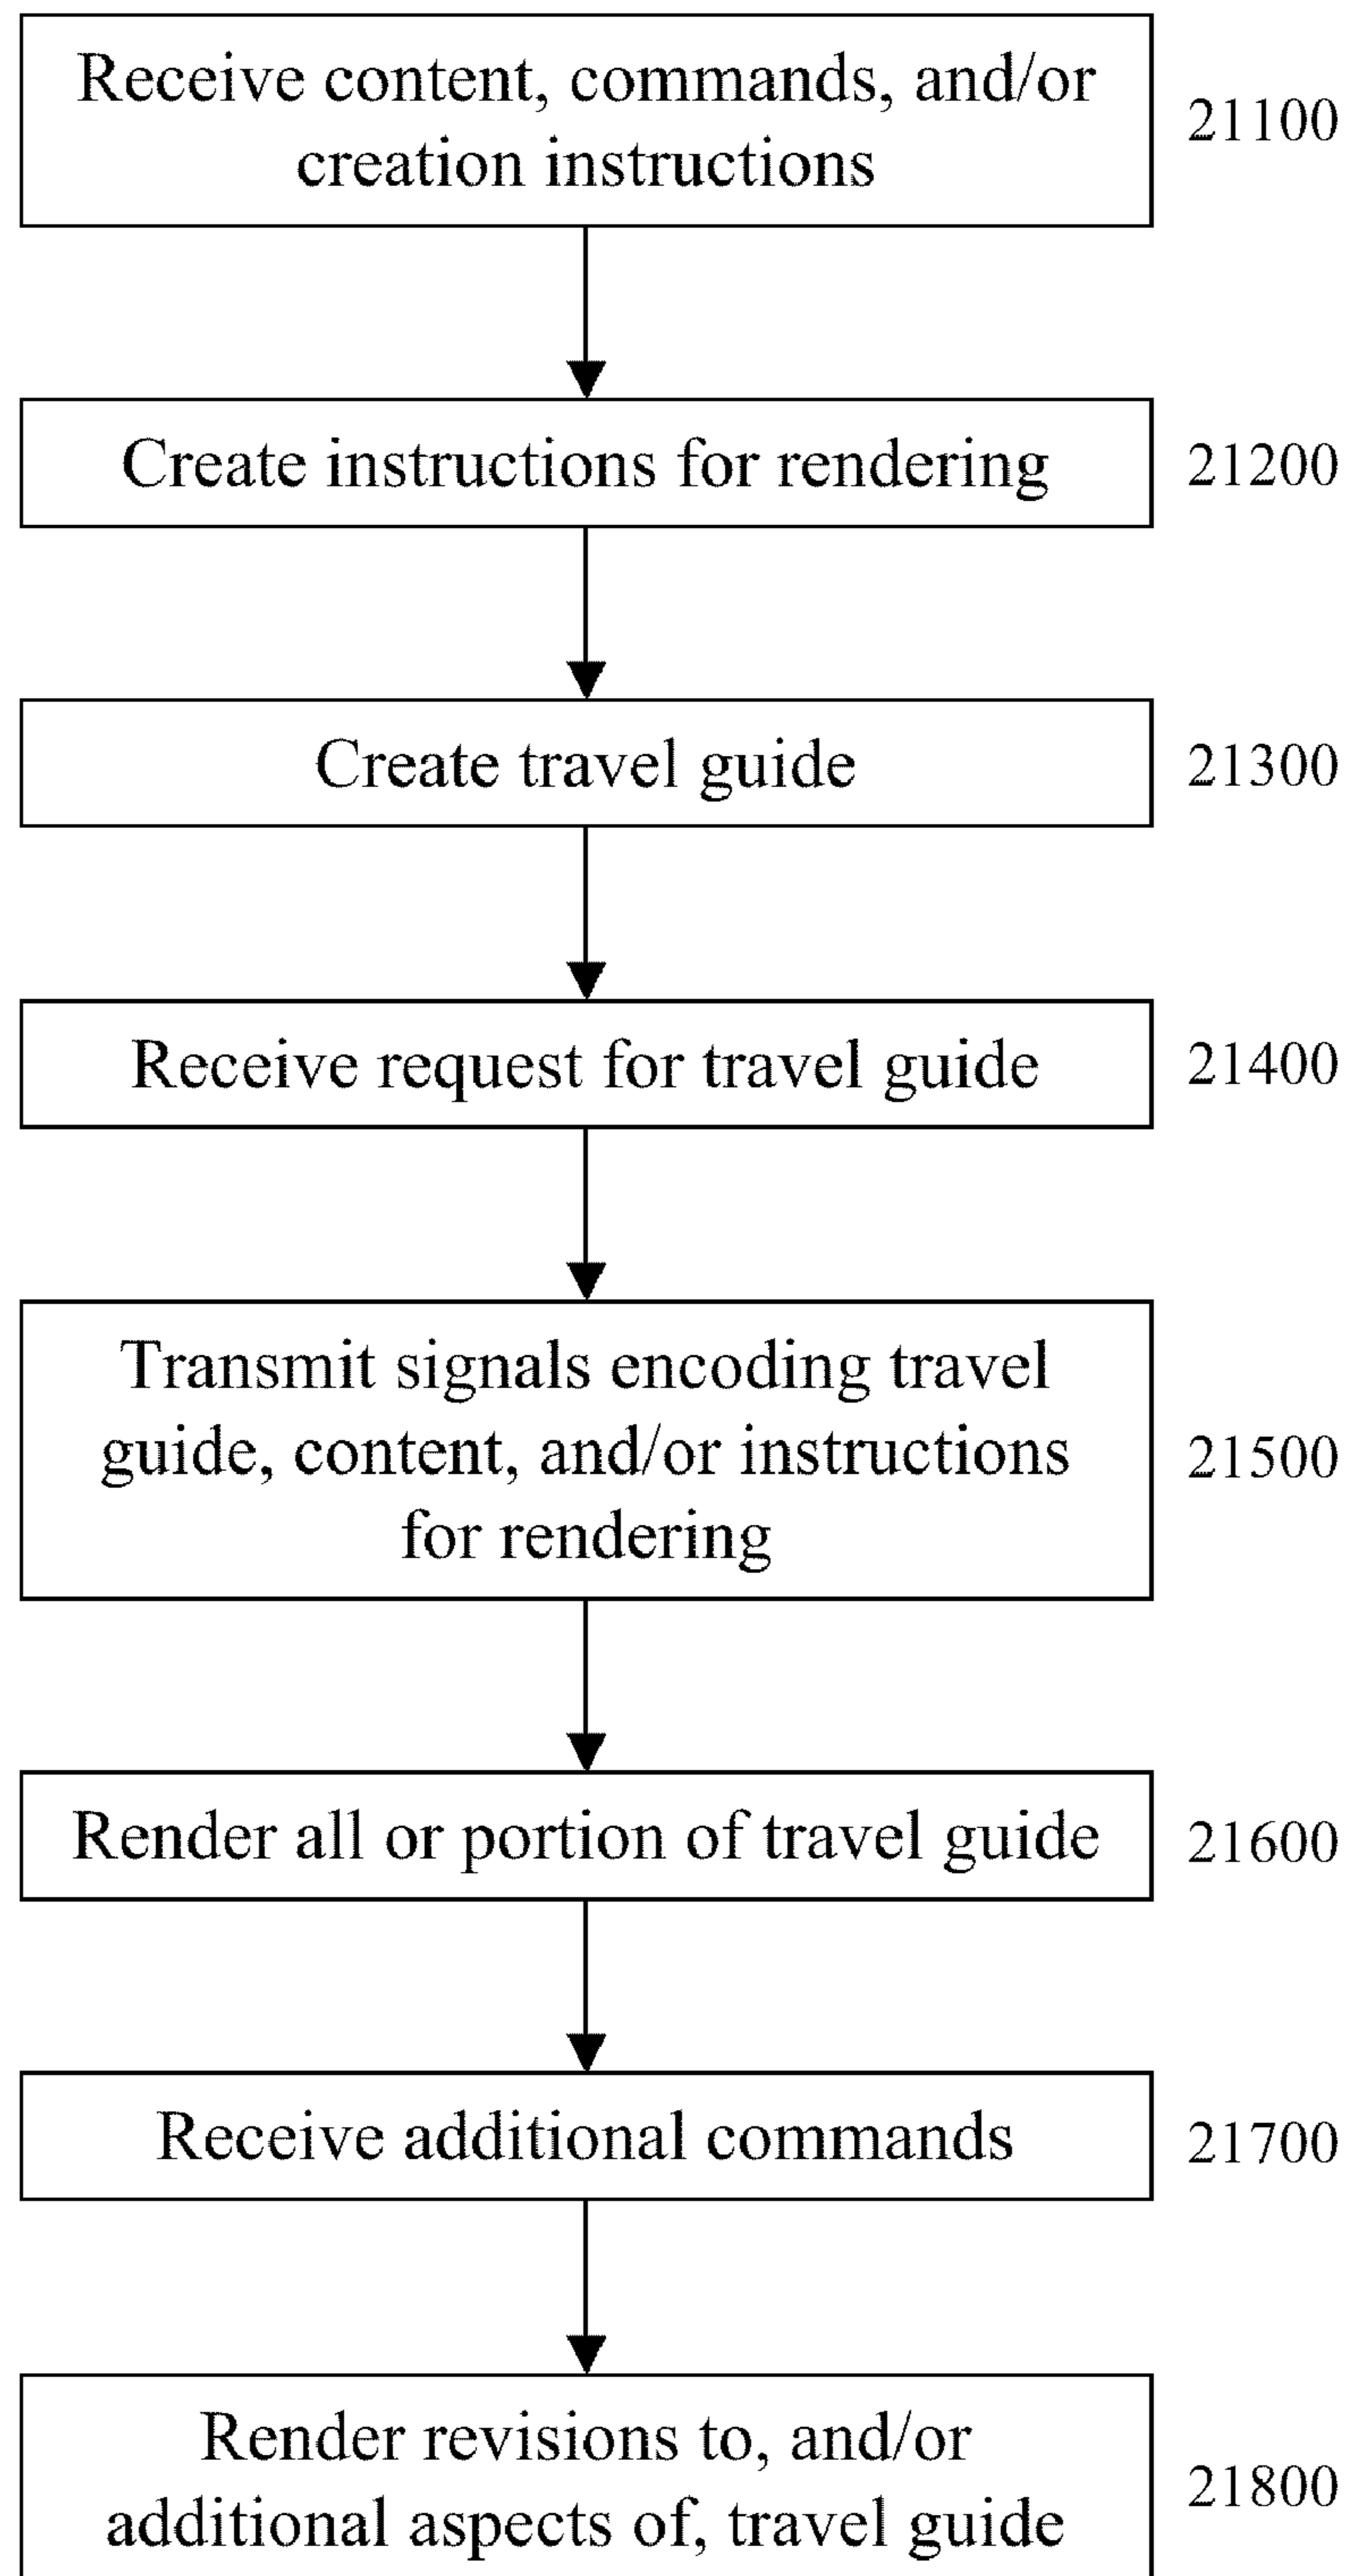 Receive content, commands, and/or
creation instructions
21100
Create instructions for rendering
21200
Create travel guide
21300
Receive request for travel guide
21400
Transmit signals encoding travel
guide, content, and/or instructions
for rendering
21500
Render all or portion of travel guide
21600
Receive additional commands
21700
Render revisions to, and/or
additional aspects of, travel guide
21800